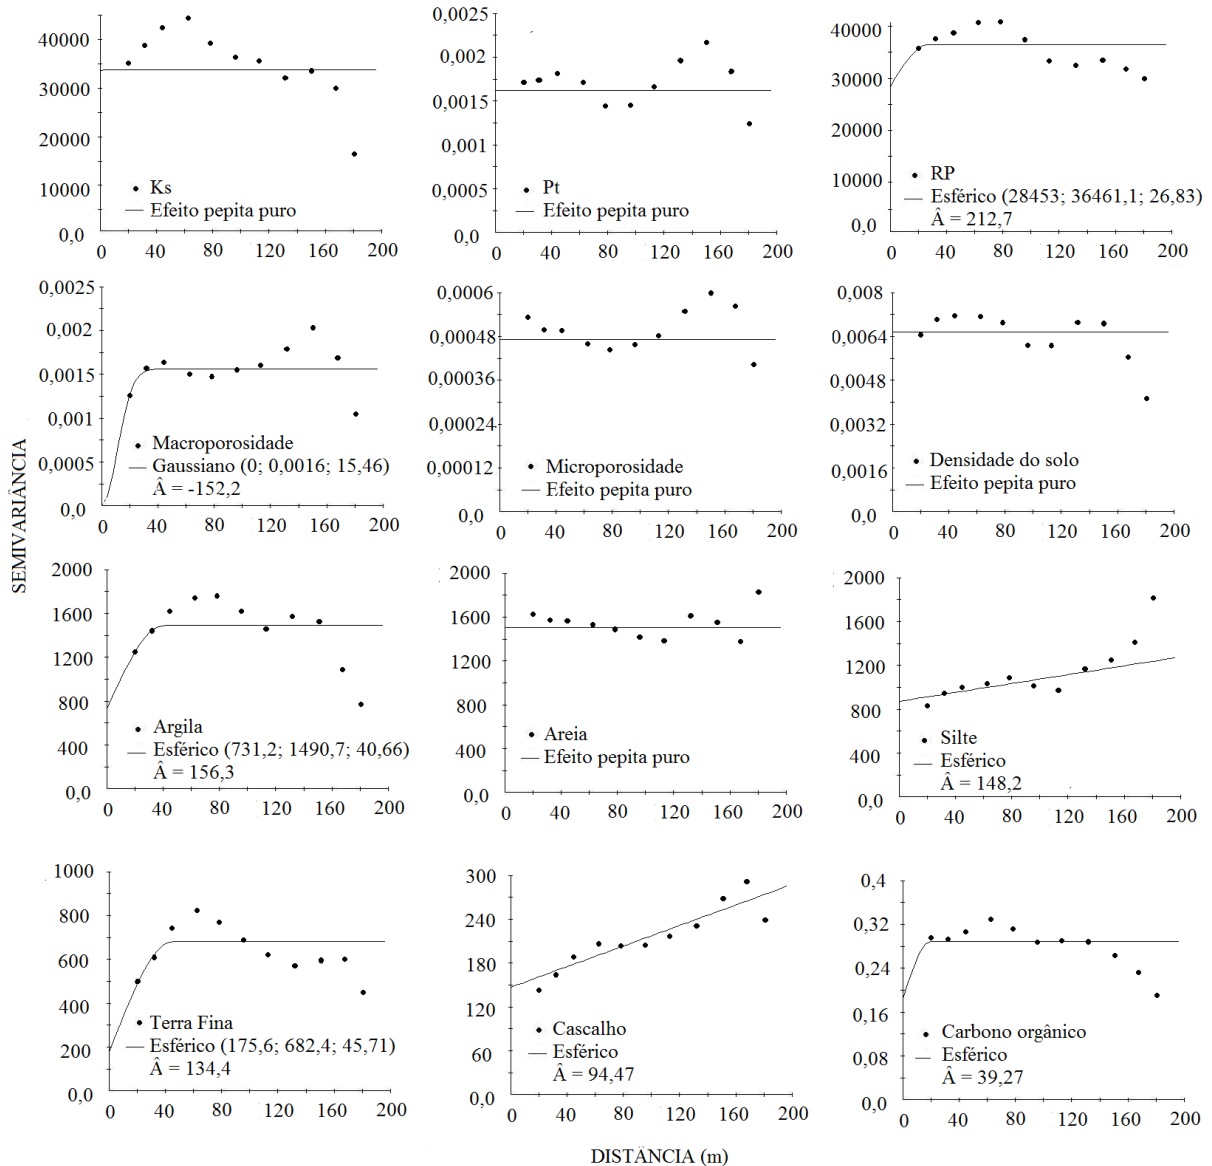 SEMIVARIÂNCIA
40000
30000
20000
10000
0,0
0 40 80 120 160 200
Ks
Efeito pepita puro
0,0025
0,002
0,0015
0,001
0,0005
0,0
0 40 80 120 160 200
Pt
Efeito pepita puro
40000
30000
20000
10000
0,0
0 40 80 120 160 200
RP
Esférico (28453; 36461,1; 26,83)
Â = 212,7
0,0025
0,002
0,0015
0,001
0,0005
0,0
0 40 80 120 160 200
Macroporosidade
Gaussiano (0; 0,0016; 15,46)
Â = -152,2
0,0006
0,00048
0,00036
0,00024
0,00012
0,0
0 40 80 120 160 200
Microporosidade
Efeito pepita puro
0,008
0,0064
0,0048
0,0032
0,0016
0,0
0 40 80 120 160 200
Densidade do solo
Efeito pepita puro
2000
1600
1200
800
400
0,0
0 40 80 120 160 200
Argila
Esférico (731,2; 1490,7; 40,66)
Â = 156,3
2000
1600
1200
800
400
0,0
0 40 80 120 160 200
Areia
Efeito pepita puro
2000
1600
1200
800
400
0,0
0 40 80 120 160 200
Silte
Esférico
Â = 148,2
1000
800
600
400
200
0,0
0 40 80 120 160 200
Terra Fina
Esférico (175,6; 682,4; 45,71)
Â = 134,4
300
240
180
120
60
0,0
0 40 80 120 160 200
Cascalho
Esférico
Â = 94,47
0,4
0,32
0,24
0,16
0,08
0,0
0 40 80 120 160 200
Carbono orgânico
Esférico
Â = 39,27
DISTÂNCIA (m)